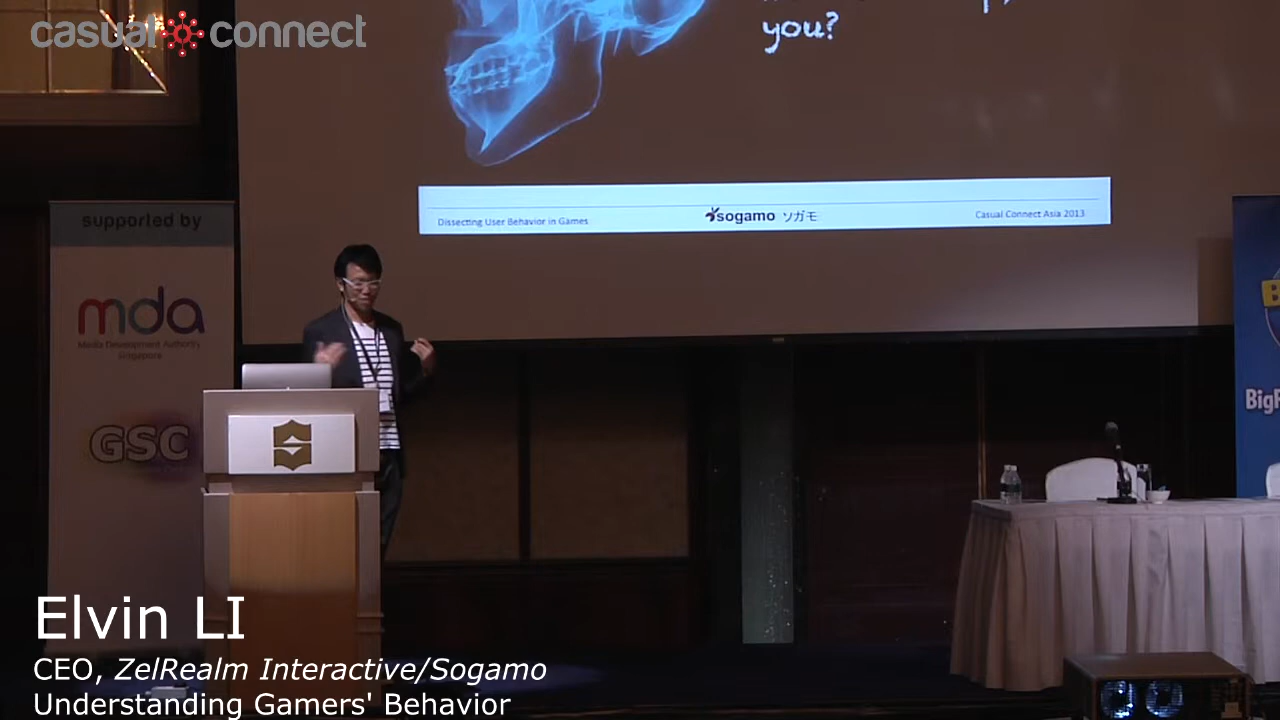 casual connect
you?
supported by
mda
Media Development Authority
Singapore
GSC
Dissecting User Behavior in Games
sogamo ソガモ
Casual Connect Asia 2013
Elvin LI
CEO, ZelRealm Interactive/Sogamo
Understanding Gamers' Behavior